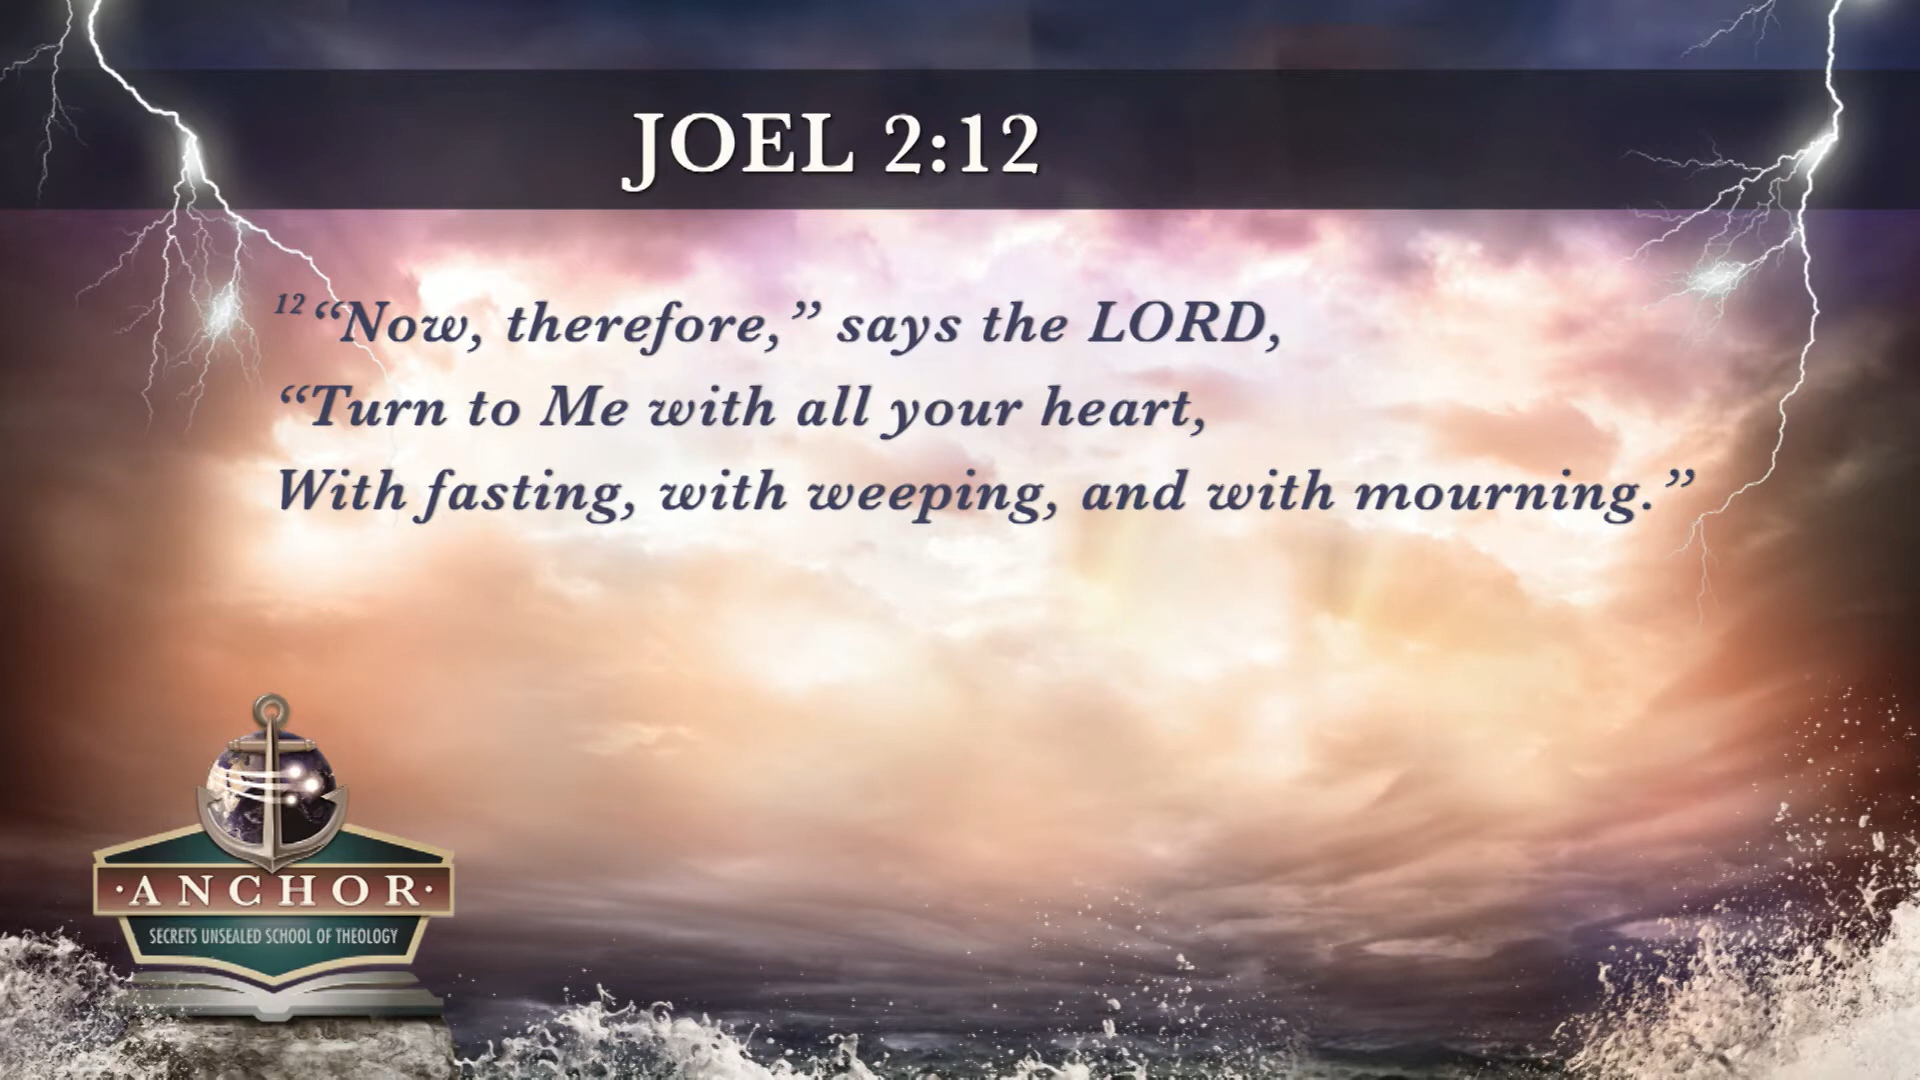 JOEL 2:12
12 “Now, therefore,” says the LORD,
“Turn to Me with all your heart,
With fasting, with weeping, and with mourning.”
·ANCHOR·
SECRETS UNSEALED SCHOOL OF THEOLOGY